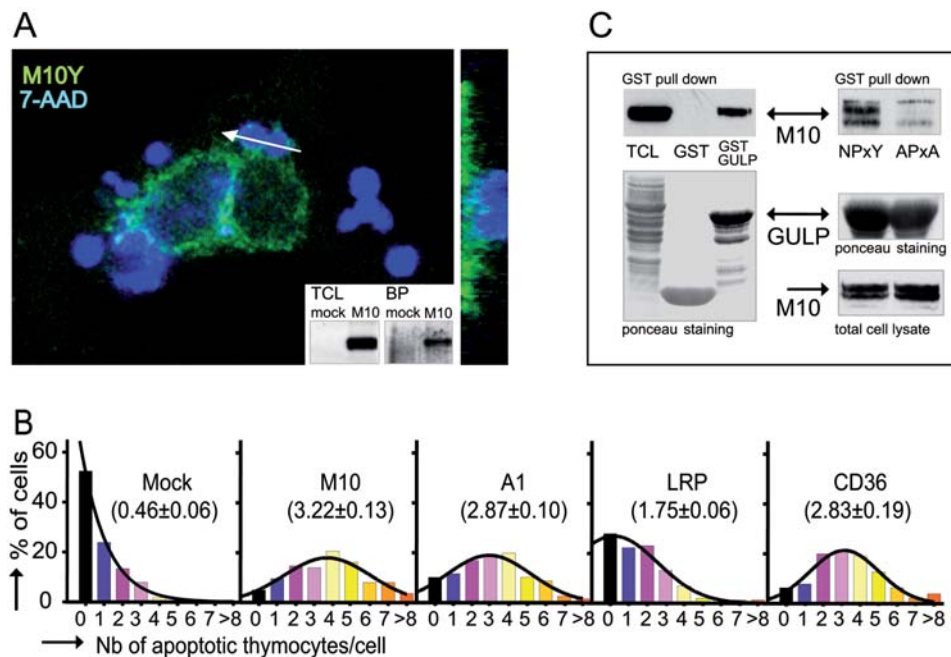 A
M10Y
7-AAD
TCL BP
mock M10 mock M10
C
GST pull down GST pull down
M10
TCL GST GST GULP NPxY APxA
GULP
ponceau staining
M10
ponceau staining total cell lysate
B
% of cells
60
40
20
0
Mock
(0.46±0.06)
M10
(3.22±0.13)
A1
(2.87±0.10)
LRP
(1.75±0.06)
CD36
(2.83±0.19)
0 1 2 3 4 5 6 7 >8 0 1 2 3 4 5 6 7 >8 0 1 2 3 4 5 6 7 >8 0 1 2 3 4 5 6 7 >8 0 1 2 3 4 5 6 7 >8
Nb of apoptotic thymocytes/cell